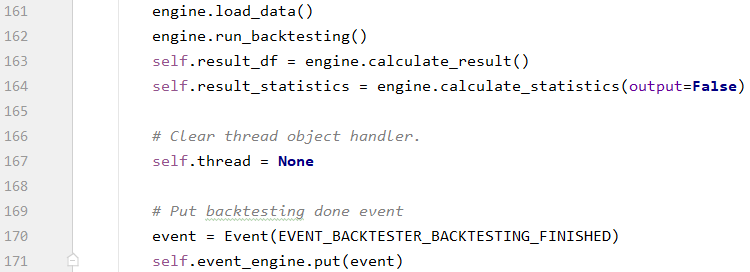 161 engine.load_data()
162 engine.run_backtesting()
163 self.result_df = engine.calculate_result()
164 self.result_statistics = engine.calculate_statistics(output=False)
165
166 # Clear thread object handler.
167 self.thread = None
168
169 # Put backtesting done event
170 event = Event(EVENT_BACKTESTER_BACKTESTING_FINISHED)
171 self.event_engine.put(event)